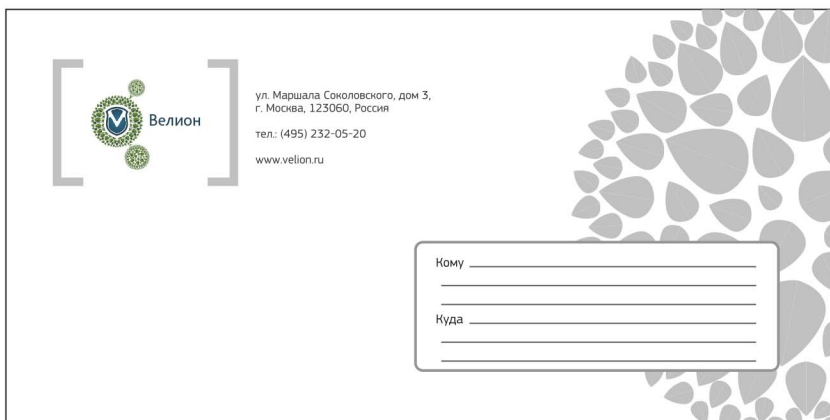 Велион
ул. Маршала Соколовского, дом 3,
г. Москва, 123060, Россия
тел.: (495) 232-05-20
www.velion.ru
Кому
Куда